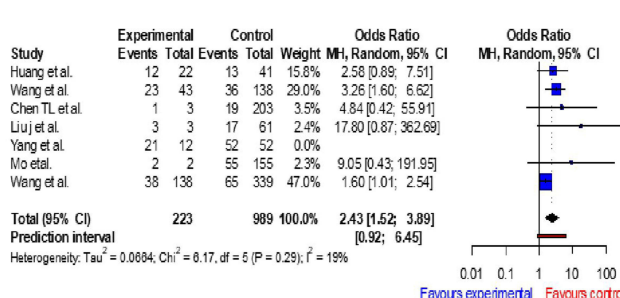 Experimental Control Odds Ratio Odds Ratio
Study Events Total Events Total Weight MH, Random, 95% CI MH, Random, 95% CI
Huang et al. 12 22 13 41 15.8% 2.58 [0.89; 7.51]
Wang et al. 23 43 36 138 29.0% 3.26 [1.60; 6.62]
Chen TL et al. 1 3 19 203 3.5% 4.84 [0.42; 55.91]
Liu j et al. 3 3 17 61 2.4% 17.80 [0.87; 362.69]
Yang et al. 21 12 52 52 0.0%
Mo etal. 2 2 55 155 2.3% 9.05 [0.43; 191.95]
Wang et al. 38 138 65 339 47.0% 1.60 [1.01; 2.54]
Total (95% CI) 223 989 100.0% 2.43 [1.52; 3.89]
Prediction interval [0.92; 6.45]
Heterogeneity: Tau² = 0.0664; Chi² = 6.17, df = 5 (P = 0.29); I² = 19%
0.01 0.1 1 10 100
Favours experimental Favours contro